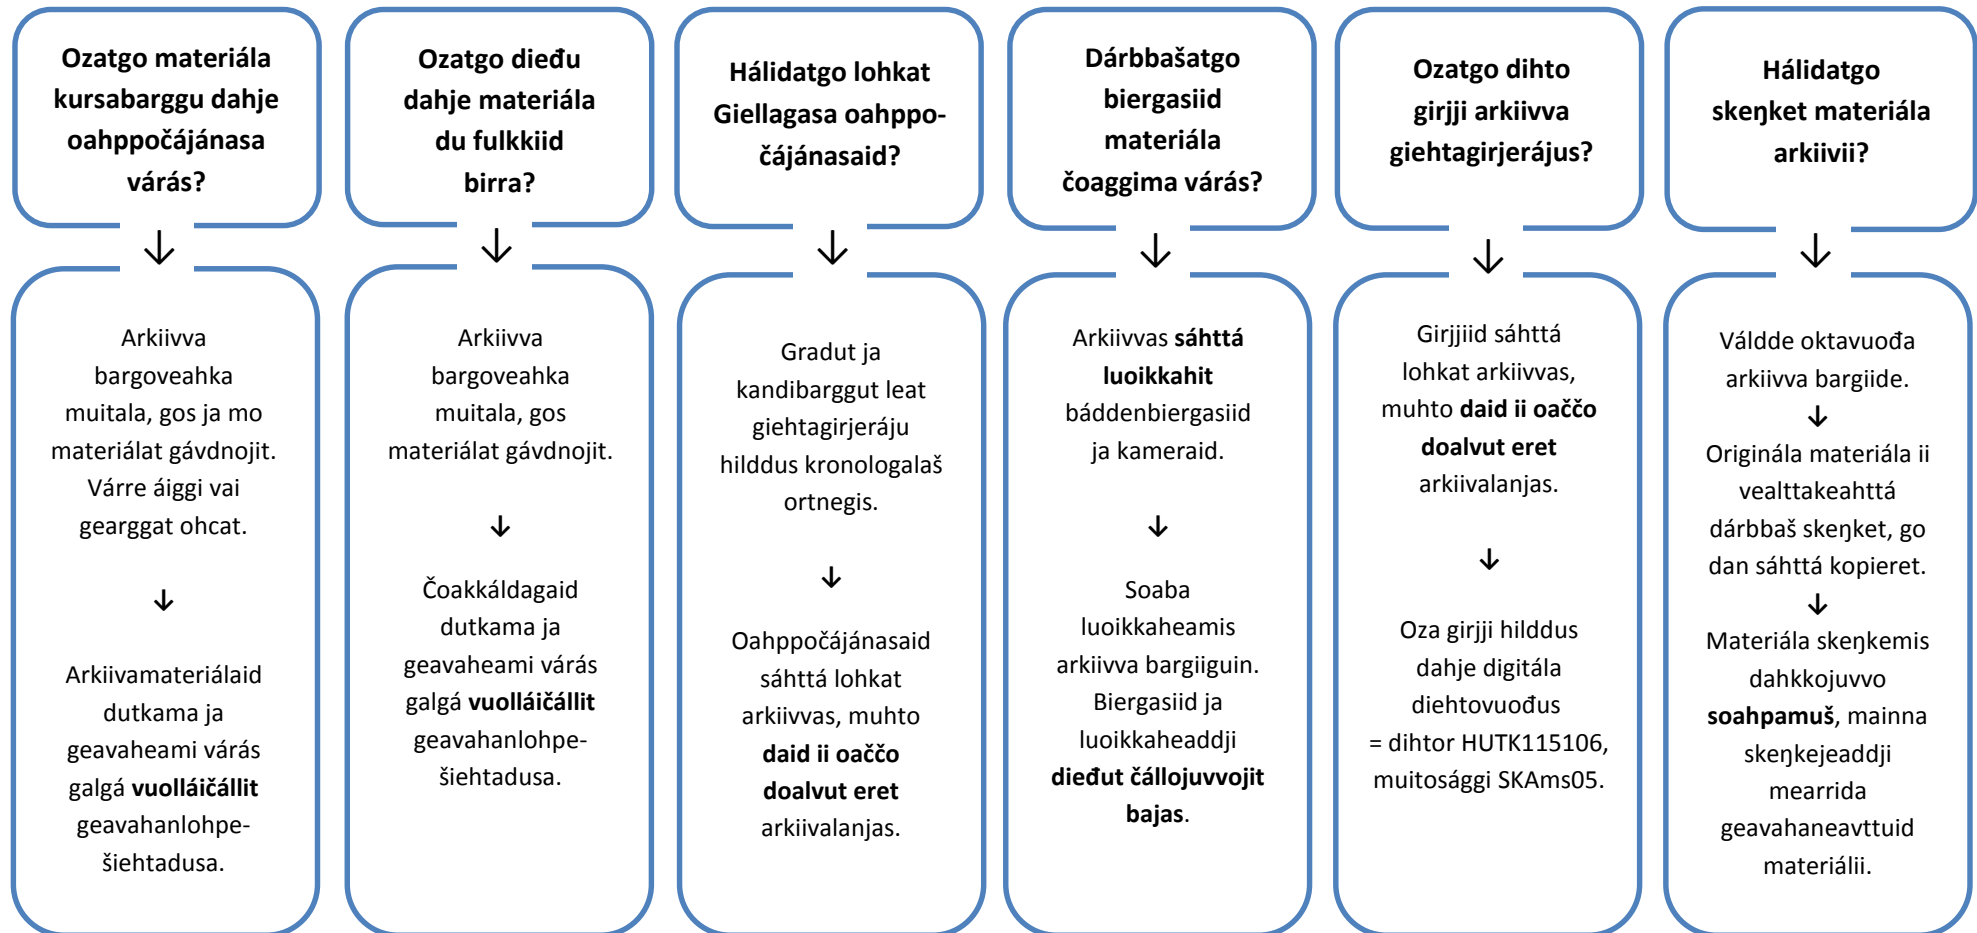 Ozatgo materiála
kursabarggu dahje
oahppočájánasa
várás?
↓
Arkiivva
bargoveahka
muitala, gos ja mo
materiálat gávdnojit.
Várre áiggi vai
gearggat ohcat.
↓
Arkiivamateriálaid
dutkama ja
geavaheami várás
galgá vuolláičállit
geavahanlohpe-
šiehtadusa.
Ozatgo dieđu
dahje materiála
du fulkkiid
birra?
↓
Arkiivva
bargoveahka
muitala, gos
materiálat gávdnojit.
↓
Čoakkáldagaid
dutkama ja
geavaheami várás
galgá vuolláičállit
geavahanlohpe-
šiehtadusa.
Hálidatgo lohkat
Giellagasa oahppo-
čájánasaid?
↓
Gradut ja
kandibarggut leat
giehtagirjeráju
hilddus kronologalaš
ortnegis.
↓
Oahppočájánasaid
sáhttá lohkat
arkiivvas, muhto
daid ii oaččo
doalvut eret
arkiivalanjas.
Dárbbašatgo
biergasiid
materiála
čoaggima várás?
↓
Arkiivvas sáhttá
luoikkahit
báddenbiergasiid
ja kameraid.
↓
Soaba
luoikkaheamis
arkiivva bargiiguin.
Biergasiid ja
luoikkaheaddji
dieđut čállojuvvojit
bajas.
Ozatgo dihto
girjji arkiivva
giehtagirjerájus?
↓
Girjjiid sáhttá
lohkat arkiivvas,
muhto daid ii oaččo
doalvut eret
arkiivalanjas.
↓
Oza girjji hilddus
dahje digitála
diehtovuođus
= dihtor HUTK115106,
muitosággi SKAms05.
Hálidatgo
skeŋket materiála
arkiivii?
↓
Váldde oktavuođa
arkiivva bargiide.
↓
Originála materiála ii
vealttakeahttá
dárbbaš skeŋket, go
dan sáhttá kopieret.
↓
Materiála skeŋkemis
dahkkojuvvo
soahpamuš, mainna
skeŋkejeaddji
mearrida
geavahaneavttuid
materiálii.